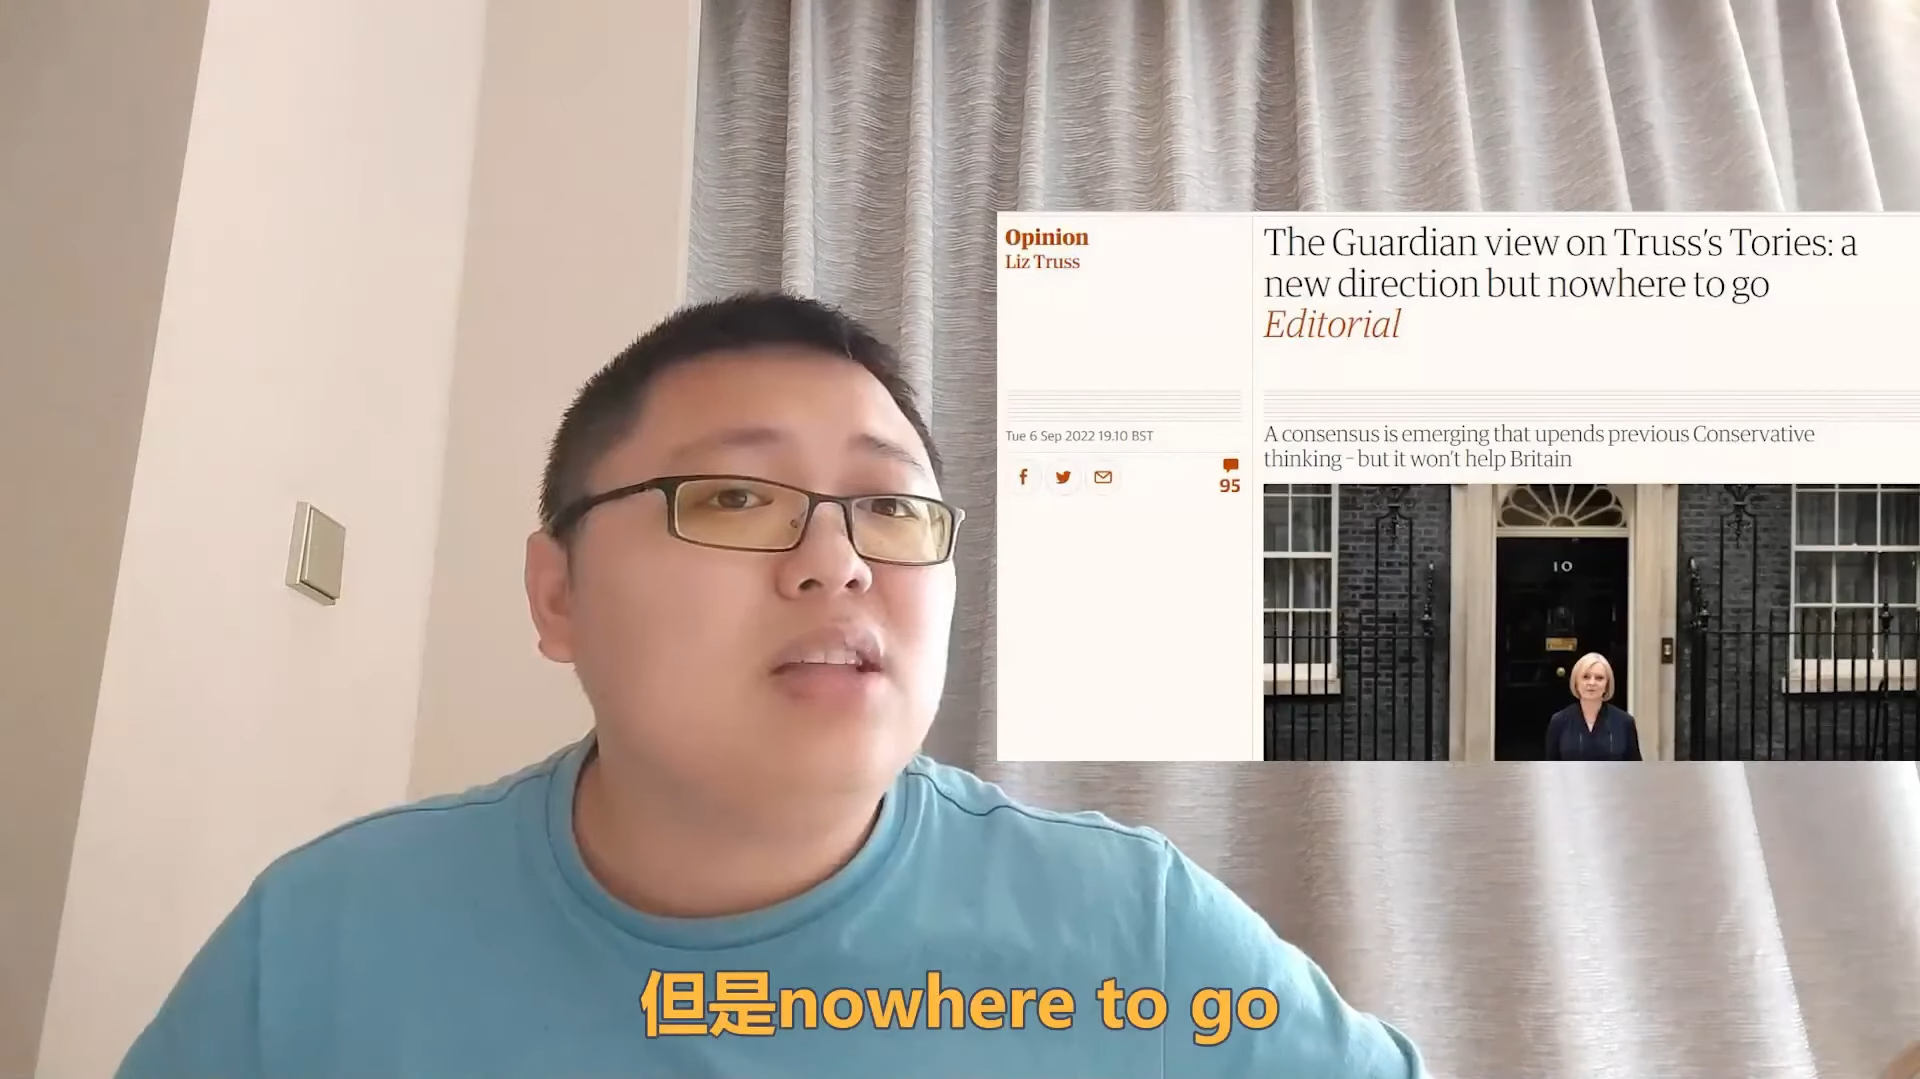 Opinion
Liz Truss
The Guardian view on Truss's Tories: a
new direction but nowhere to go
Editorial
Tue 6 Sep 2022 19.10 BST
95
A consensus is emerging that upends previous Conservative
thinking – but it won't help Britain
10
但是nowhere to go